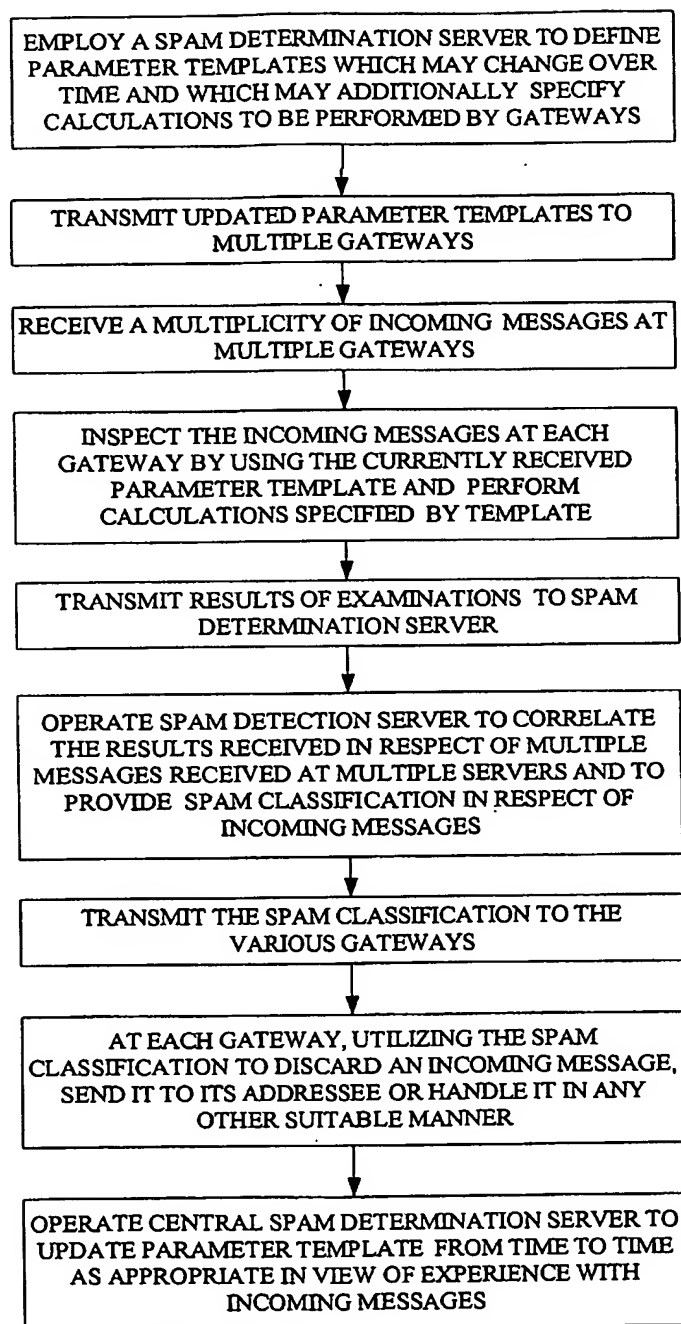 EMPLOY A SPAM DETERMINATION SERVER TO DEFINE
PARAMETER TEMPLATES WHICH MAY CHANGE OVER
TIME AND WHICH MAY ADDITIONALLY SPECIFY
CALCULATIONS TO BE PERFORMED BY GATEWAYS
TRANSMIT UPDATED PARAMETER TEMPLATES TO
MULTIPLE GATEWAYS
RECEIVE A MULTIPLICITY OF INCOMING MESSAGES AT
MULTIPLE GATEWAYS
INSPECT THE INCOMING MESSAGES AT EACH
GATEWAY BY USING THE CURRENTLY RECEIVED
PARAMETER TEMPLATE AND PERFORM
CALCULATIONS SPECIFIED BY TEMPLATE
TRANSMIT RESULTS OF EXAMINATIONS TO SPAM
DETERMINATION SERVER
OPERATE SPAM DETECTION SERVER TO CORRELATE
THE RESULTS RECEIVED IN RESPECT OF MULTIPLE
MESSAGES RECEIVED AT MULTIPLE SERVERS AND TO
PROVIDE SPAM CLASSIFICATION IN RESPECT OF
INCOMING MESSAGES
TRANSMIT THE SPAM CLASSIFICATION TO THE
VARIOUS GATEWAYS
AT EACH GATEWAY, UTILIZING THE SPAM
CLASSIFICATION TO DISCARD AN INCOMING MESSAGE,
SEND IT TO ITS ADDRESSEE OR HANDLE IT IN ANY
OTHER SUITABLE MANNER
OPERATE CENTRAL SPAM DETERMINATION SERVER TO
UPDATE PARAMETER TEMPLATE FROM TIME TO TIME
AS APPROPRIATE IN VIEW OF EXPERIENCE WITH
INCOMING MESSAGES